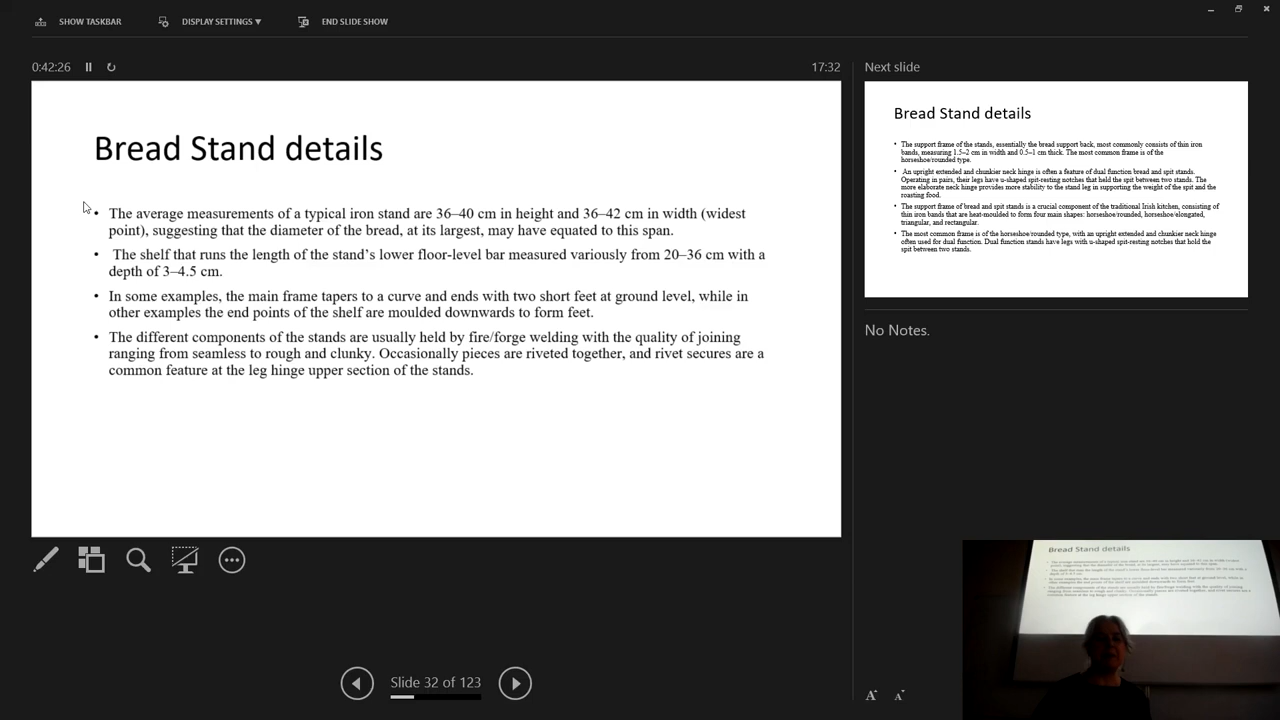 SHOW TASKBAR
DISPLAY SETTINGS ▼
END SLIDE SHOW
0:42:26
17:32
Next slide
Bread Stand details
• The average measurements of a typical iron stand are 36–40 cm in height and 36–42 cm in width (widest
point), suggesting that the diameter of the bread, at its largest, may have equated to this span.
• The shelf that runs the length of the stand's lower floor-level bar measured variously from 20–36 cm with a
depth of 3–4.5 cm.
• In some examples, the main frame tapers to a curve and ends with two short feet at ground level, while in
other examples the end points of the shelf are moulded downwards to form feet.
• The different components of the stands are usually held by fire/forge welding with the quality of joining
ranging from seamless to rough and clunky. Occasionally pieces are riveted together, and rivet secures are a
common feature at the leg hinge upper section of the stands.
Bread Stand details
• The support frame of the stands, essentially the bread support back, most commonly consists of thin iron
bands, measuring 1.5–2 cm in width and 0.5–1 cm thick. The most common frame is of the
horseshoe/rounded type.
• An upright extended and chunkier neck hinge is often a feature of dual function bread and spit stands.
Operating in pairs, their legs have u-shaped spit-resting notches that held the spit between two stands. The
more elaborate neck hinge provides more stability to the stand leg in supporting the weight of the spit and the
roasting food.
• The support frame of bread and spit stands is a crucial component of the traditional Irish kitchen, consisting of
thin iron bands that are heat-moulded to form four main shapes: horseshoe/rounded, horseshoe/elongated,
triangular, and rectangular.
• The most common frame is of the horseshoe/rounded type, with an upright extended and chunkier neck hinge
often used for dual function. Dual function stands have legs with u-shaped spit-resting notches that hold the
spit between two stands.
No Notes.
Slide 32 of 123
A
A
Bread Stand details